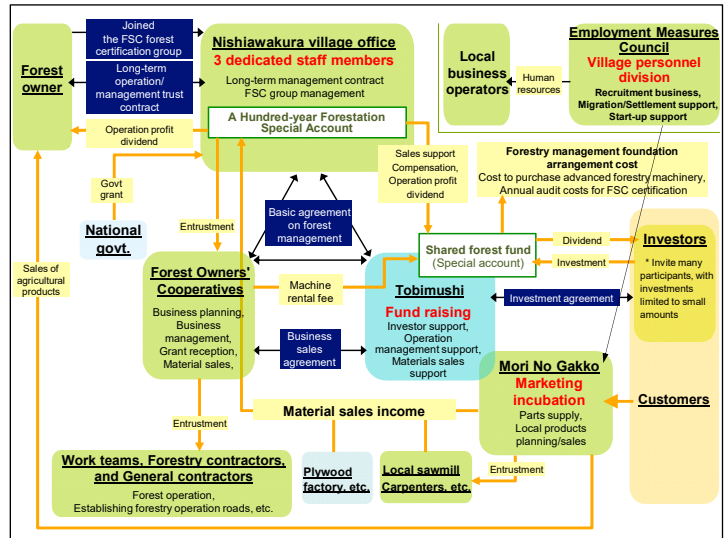 Forest
owner
Joined
the FSC forest
certification group
Long-term
operation/
management trust
contract
Nishiawakura village office
3 dedicated staff members
Long-term management contract
FSC group management
A Hundred-year Forestation
Special Account
Local
business
operators
Human
resources
Employment Measures
Council
Village personnel
division
Recruitment business,
Migration/Settlement support,
Start-up support
Operation profit
dividend
Govt
grant
National
govt.
Entrustment
Basic agreement
on forest
management
Sales support
Compensation,
Operation profit
dividend
Forestry management foundation
arrangement cost
Cost to purchase advanced forestry machinery,
Annual audit costs for FSC certification
Shared forest fund
(Special account)
Dividend
Investment
Investors
* Invite many
participants, with
investments
limited to small
amounts
Sales of
agricultural
products
Forest Owners'
Cooperatives
Business planning,
Business
management,
Grant reception,
Material sales,
Machine
rental fee
Business
sales
agreement
Tobimushi
Fund raising
Investor support,
Operation
management support,
Materials sales
support
Investment agreement
Mori No Gakko
Marketing
incubation
Parts supply,
Local products
planning/sales
Customers
Material sales income
Entrustment
Work teams, Forestry contractors,
and General contractors
Forest operation,
Establishing forestry operation roads, etc.
Plywood
factory, etc.
Local sawmill
Carpenters, etc.
Entrustment